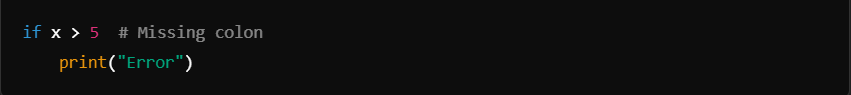 if x > 5  # Missing colon
    print("Error")